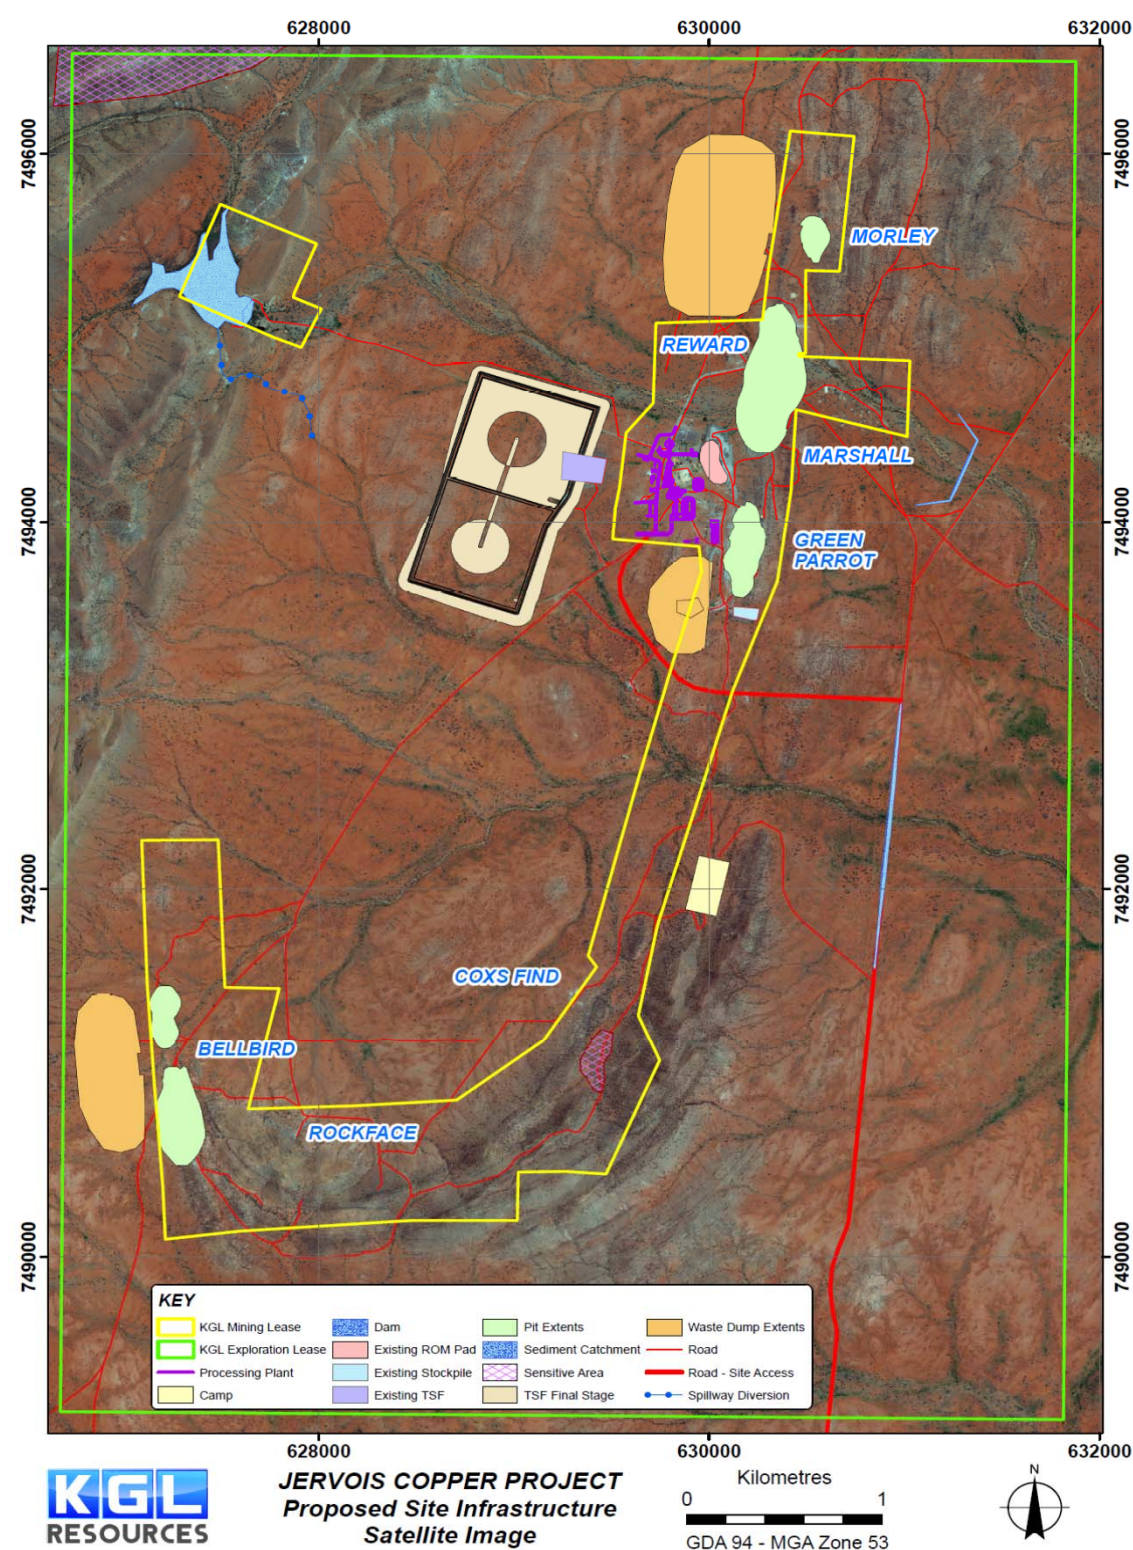 628000 630000 632000
7496000 7496000
MORLEY
REWARD
MARSHALL
7494000 7494000
GREEN
PARROT
7492000 7492000
COXS FIND
BELLBIRD
ROCKFACE
7490000 7490000
KEY
KGL Mining Lease Dam Pit Extents Waste Dump Extents
KGL Exploration Lease Existing ROM Pad Sediment Catchment Road
Processing Plant Existing Stockpile Sensitive Area Road - Site Access
Camp Existing TSF TSF Final Stage Spillway Diversion
628000 630000 632000
KGL
RESOURCES
JERVOIS COPPER PROJECT
Proposed Site Infrastructure
Satellite Image
Kilometres
0 1
GDA 94 - MGA Zone 53
N